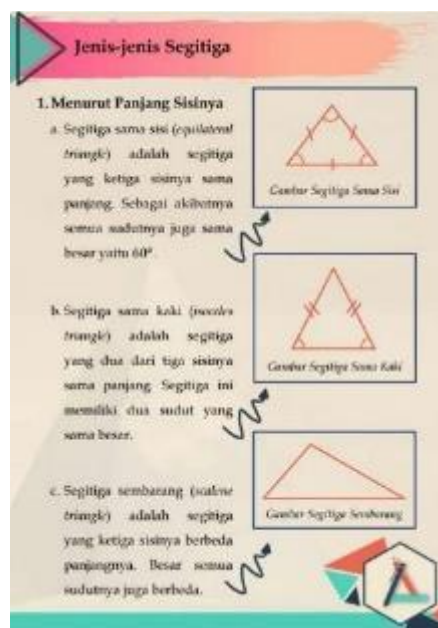 Jenis-jenis Segitiga
1. Menurut Panjang Sisinya
a. Segitiga sama sisi (equilateral
triangle) adalah segitiga
yang ketiga sisinya sama
panjang. Sebagai akibatnya
semua sudutnya juga sama
besar yaitu 60°.
Gambar Segitiga Sama Sisi
b. Segitiga sama kaki (isocales
triangle) adalah segitiga
yang dua dari tiga sisinya
sama panjang. Segitiga ini
memiliki dua sudut yang
sama besar.
Gambar Segitiga Sama Kaki
c. Segitiga sembarang (scalene
triangle) adalah segitiga
yang ketiga sisinya berbeda
panjangnya. Besar semua
sudutnya juga berbeda.
Gambar Segitiga Sembarang